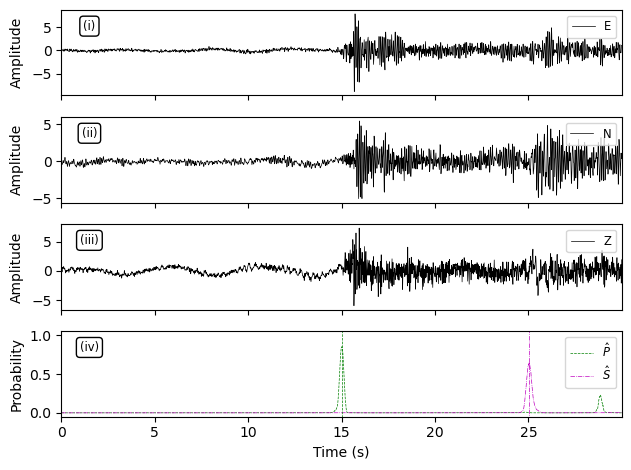 (i)
E
Amplitude
5
0
−5
(ii)
N
Amplitude
5
0
−5
(iii)
Z
Amplitude
5
0
−5
(iv)
P̂
Ŝ
Probability
1.0
0.5
0.0
0 5 10 15 20 25
Time (s)